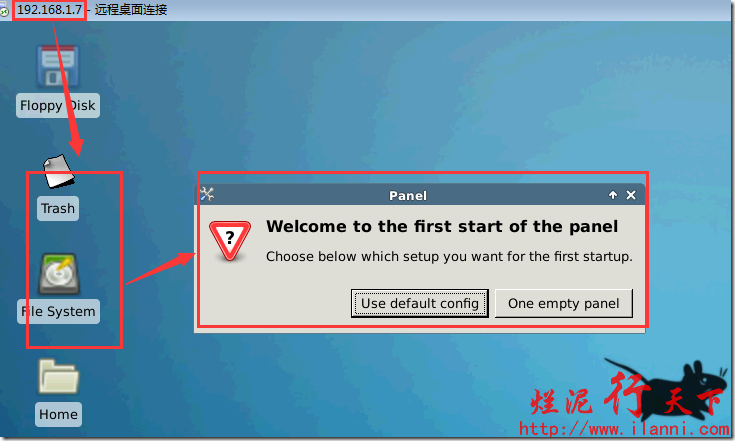 192.168.1.7 - 远程桌面连接
Floppy Disk
Trash
File System
Home
Panel
Welcome to the first start of the panel
?
Choose below which setup you want for the first startup.
Use default config
One empty panel
烂泥行天下
http://www.ilanni.com